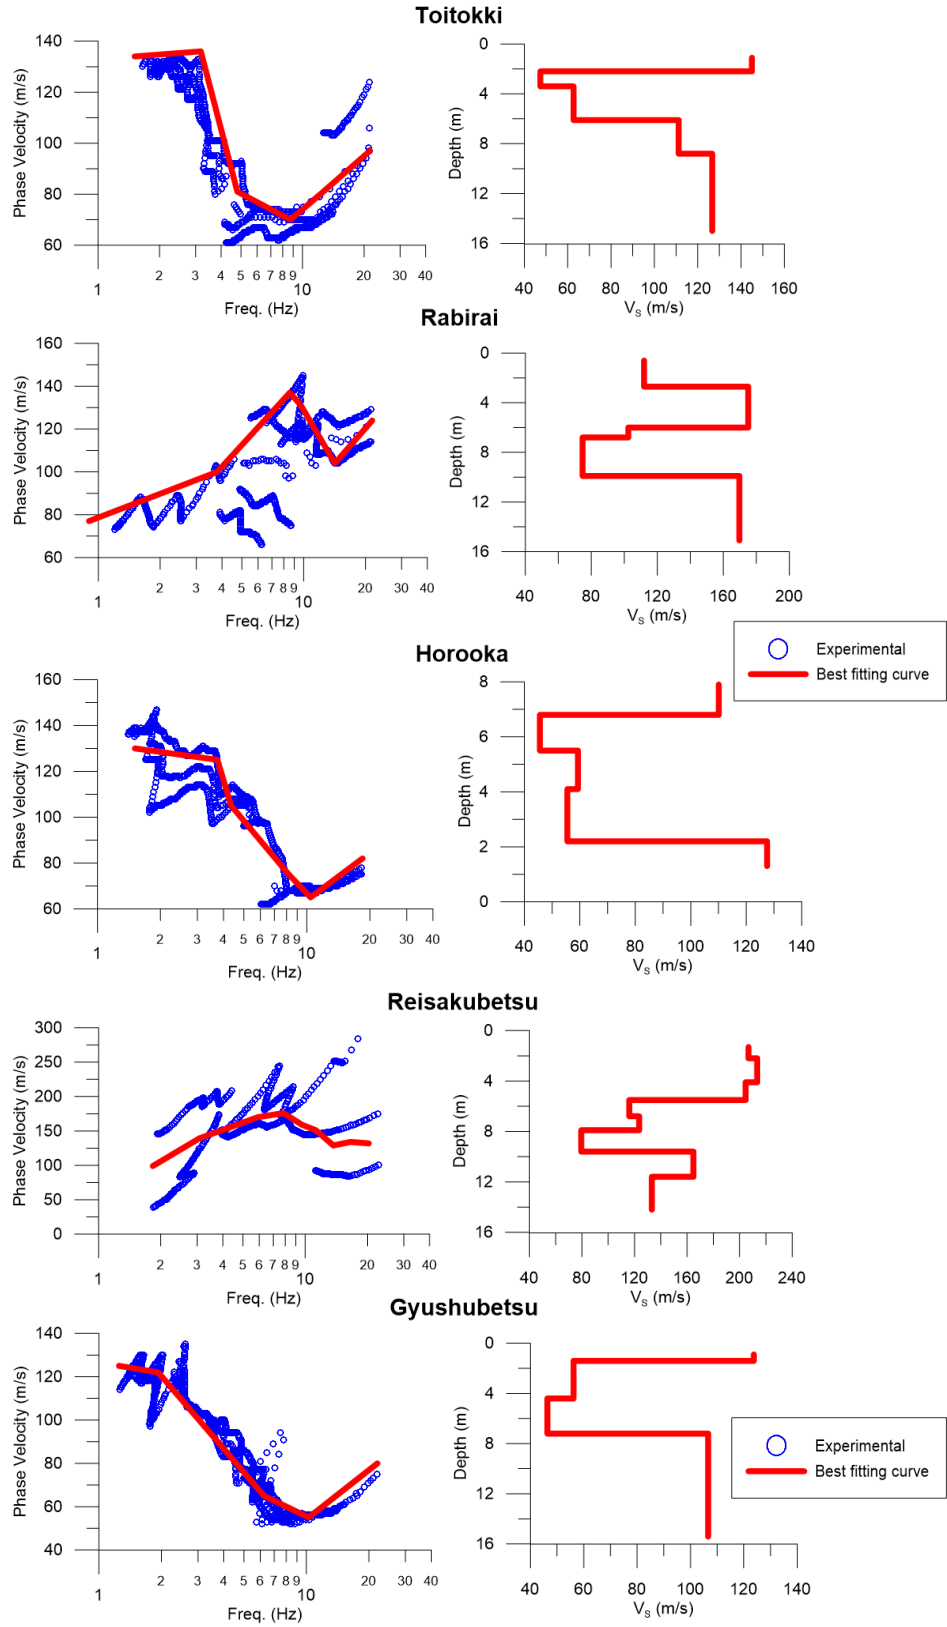 Toitokki
140
120
100
80
60
Phase Velocity (m/s)
2 3 4 5 6 7 8 9 20 30 40
1 10
Freq. (Hz)
0
4
8
12
16
Depth (m)
40 60 80 100 120 140 160
VS (m/s)
Rabirai
160
140
120
100
80
60
Phase Velocity (m/s)
2 3 4 5 6 7 8 9 20 30 40
1 10
Freq. (Hz)
0
4
8
12
16
Depth (m)
40 80 120 160 200
VS (m/s)
Experimental
Best fitting curve
Horooka
160
140
120
100
80
60
Phase Velocity (m/s)
2 3 4 5 6 7 8 9 20 30 40
1 10
Freq. (Hz)
8
6
4
2
0
Depth (m)
40 60 80 100 120 140
VS (m/s)
Reisakubetsu
300
250
200
150
100
50
0
Phase Velocity (m/s)
2 3 4 5 6 7 8 9 20 30 40
1 10
Freq. (Hz)
0
4
8
12
16
Depth (m)
40 80 120 160 200 240
VS (m/s)
Gyushubetsu
140
120
100
80
60
40
Phase Velocity (m/s)
2 3 4 5 6 7 8 9 20 30 40
1 10
Freq. (Hz)
0
4
8
12
16
Depth (m)
40 60 80 100 120 140
VS (m/s)
Experimental
Best fitting curve